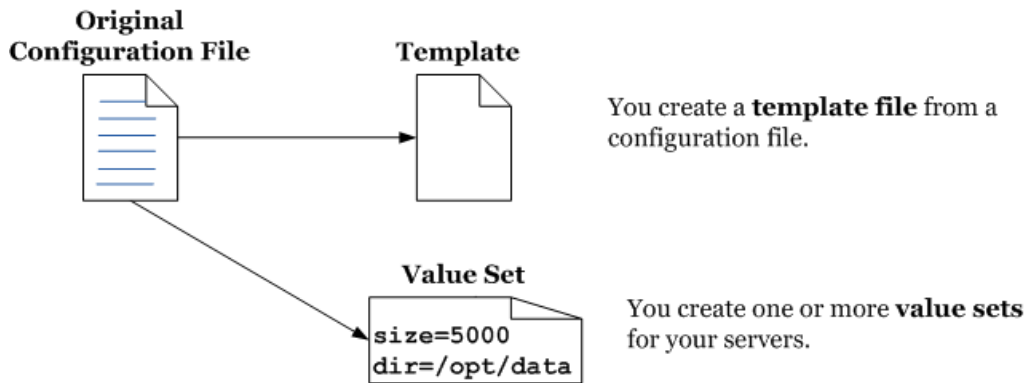 Original
Configuration File
Template
You create a template file from a
configuration file.
Value Set
size=5000
dir=/opt/data
You create one or more value sets
for your servers.